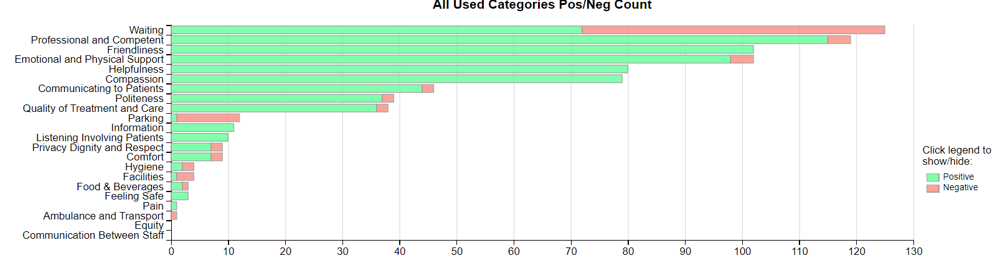 All Used Categories Pos/Neg Count
Waiting
Professional and Competent
Friendliness
Emotional and Physical Support
Helpfulness
Compassion
Communicating to Patients
Politeness
Quality of Treatment and Care
Parking
Information
Listening Involving Patients
Privacy Dignity and Respect
Comfort
Hygiene
Facilities
Food & Beverages
Feeling Safe
Pain
Ambulance and Transport
Equity
Communication Between Staff
0 10 20 30 40 50 60 70 80 90 100 110 120 130
Click legend to
show/hide:
Positive
Negative